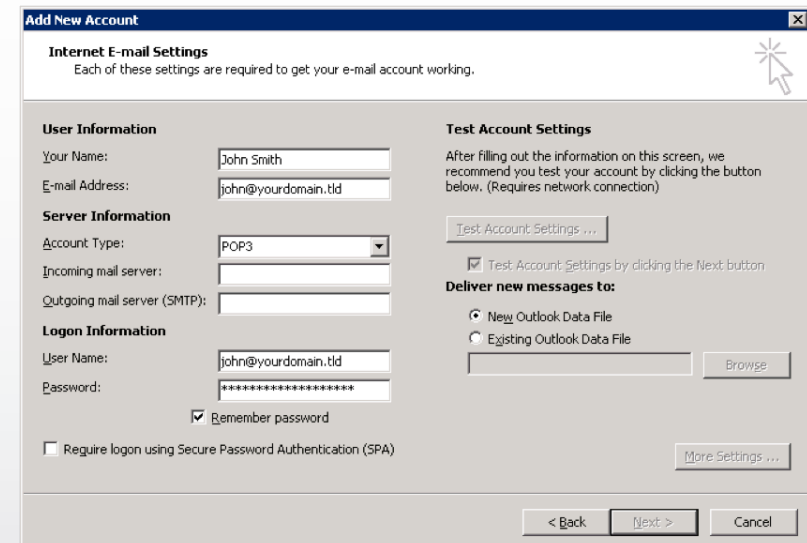 Add New Account
Internet E-mail Settings
Each of these settings are required to get your e-mail account working.
User Information
Your Name:
John Smith
E-mail Address:
john@yourdomain.tld
Server Information
Account Type:
POP3
Incoming mail server:
Outgoing mail server (SMTP):
Logon Information
User Name:
john@yourdomain.tld
Password:
*******************
Remember password
Require logon using Secure Password Authentication (SPA)
Test Account Settings
After filling out the information on this screen, we
recommend you test your account by clicking the button
below. (Requires network connection)
Test Account Settings ...
Test Account Settings by clicking the Next button
Deliver new messages to:
New Outlook Data File
Existing Outlook Data File
Browse
More Settings ...
< Back
Next >
Cancel